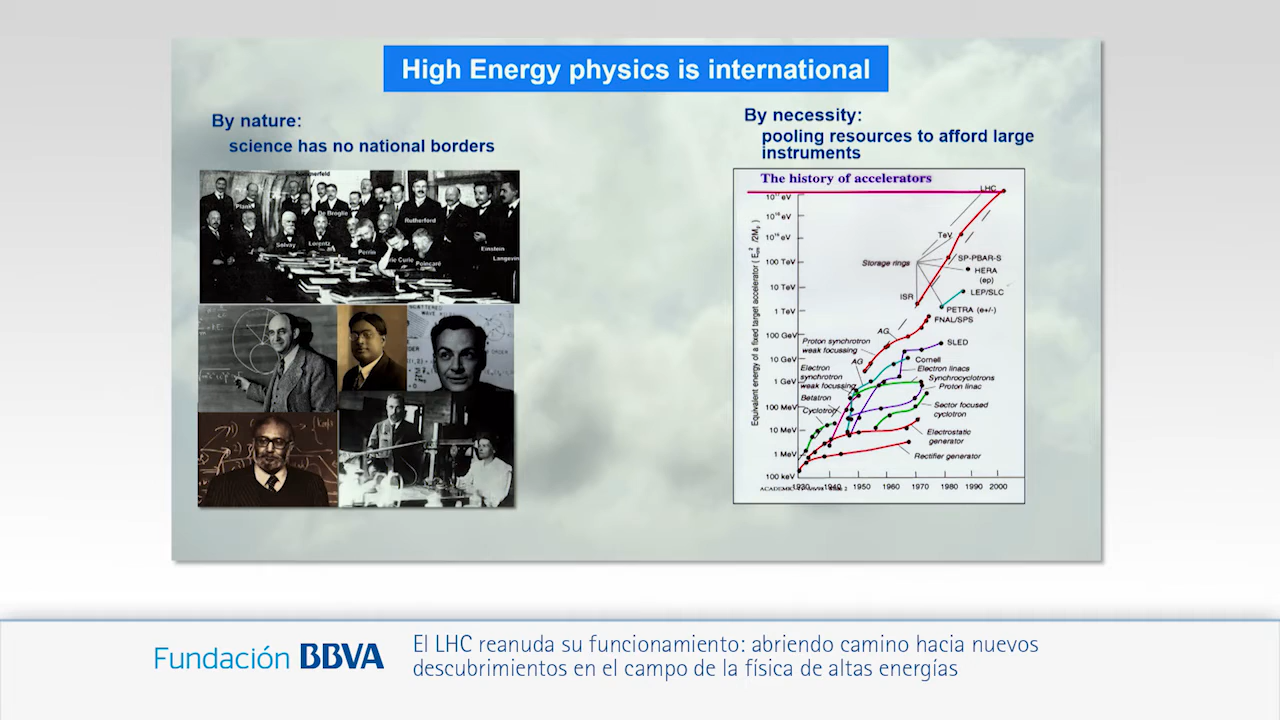 High Energy physics is international
By nature:
science has no national borders
By necessity:
pooling resources to afford large
instruments
Planck
De Broglie
Rutherford
Solvay
Lorentz
Perrin
Poincaré
Einstein
Langevin
The history of accelerators
LHC
TeV
Storage rings
SP-PBAR-S
HERA
(ep)
LEP/SLC
ISR
PETRA (e+/-)
FNAL/SPS
AG
Proton synchrotron
weak focussing
SLED
AG
Cornell
Electron
synchrotron
weak focussing
Electron linacs
Synchrocyclotrons
Proton linac
Betatron
Cyclotron
Sector focused
cyclotron
Electrostatic
generator
Rectifier generator
100 TeV
10 TeV
1 TeV
100 GeV
10 GeV
1 GeV
100 MeV
10 MeV
1 MeV
100 keV
1930 1940 1950 1960 1970 1980 1990 2000
Fundación BBVA
El LHC reanuda su funcionamiento: abriendo camino hacia nuevos
descubrimientos en el campo de la física de altas energías